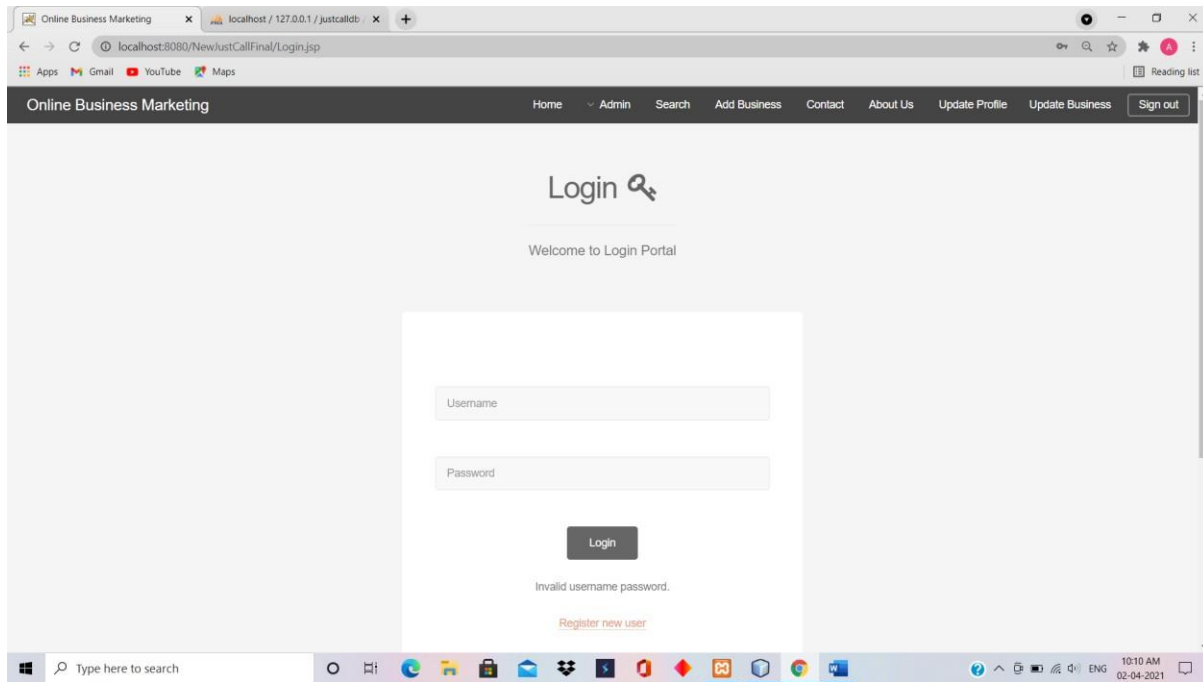 Online Business Marketing
localhost / 127.0.0.1 / justcalldb
localhost:8080/NewJustCallFinal/Login.jsp
A
Apps Gmail YouTube Maps
Reading list
Online Business Marketing Home Admin Search Add Business Contact About Us Update Profile Update Business Sign out
Login
Welcome to Login Portal
Username
Password
Login
Invalid username password.
Register new user
Type here to search
ENG
10:10 AM
02-04-2021